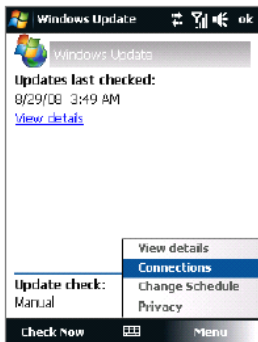 Windows Update
ok
Windows Update
Updates last checked:
8/29/08 3:49 AM
View details
View details
Connections
Change Schedule
Privacy
Update check:
Manual
Check Now
Menu